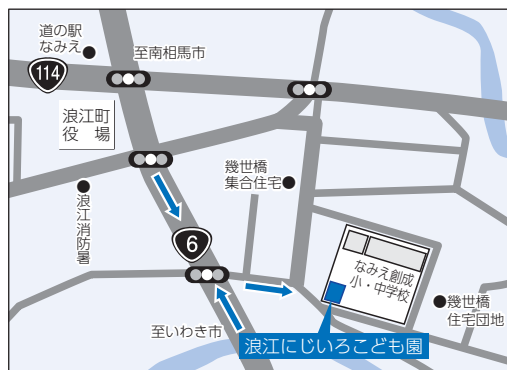 道の駅
なみえ
至南相馬市
114
浪江町
役 場
幾世橋
集合住宅
浪江消防署
6
なみえ創成
小・中学校
幾世橋
住宅団地
至いわき市
浪江にじいろこども園